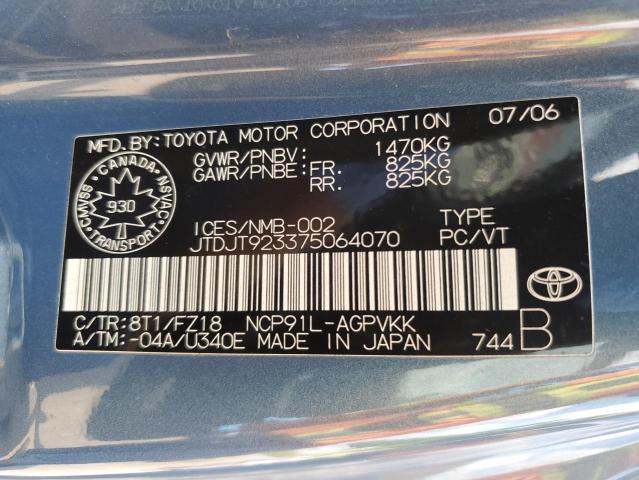 MFD.BY:TOYOTA MOTOR CORPORATION 07/06
GVWR/PNBV: 1470KG
GAWR/PNBE: FR: 825KG
RR. 825KG
CMVSS · CANADA · NSVAC
930
TRANSPORT
ICES/NMB-002 TYPE
JTDJT923375064070 PC/VT
C/TR:8T1/FZ18 NCP91L-AGPVKK
A/TM:-04A/U340E MADE IN JAPAN 744 B